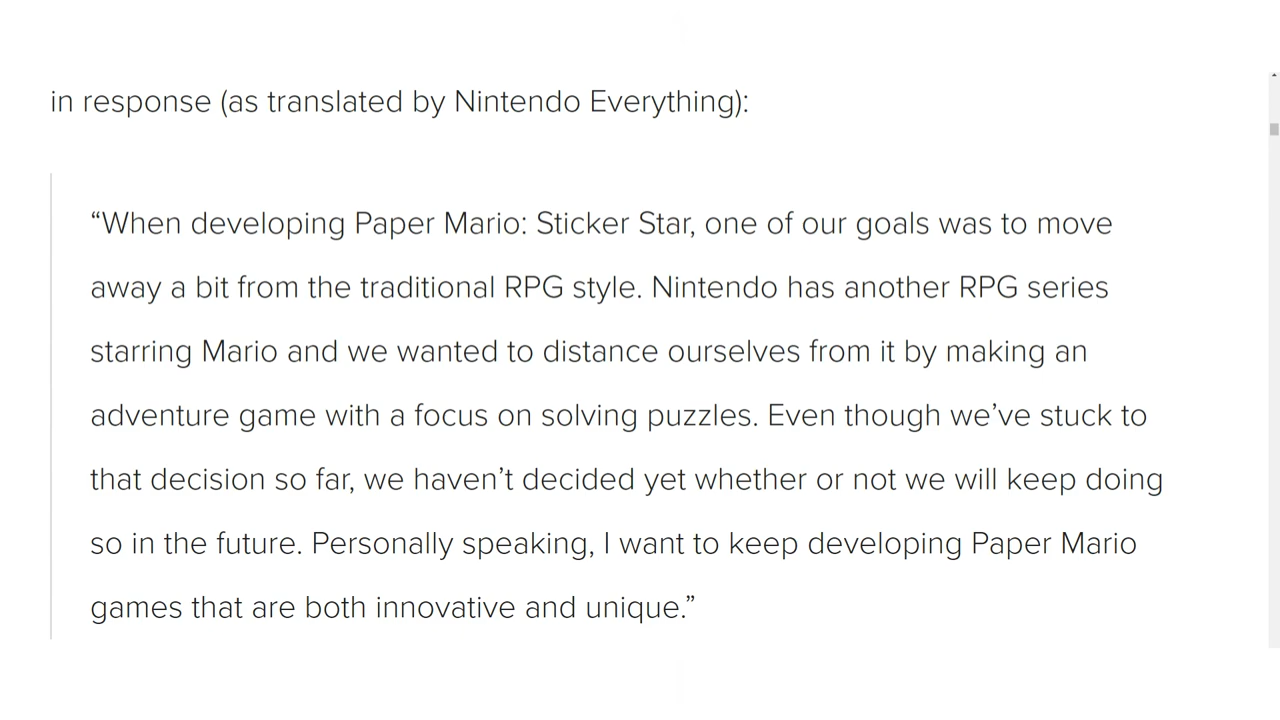 in response (as translated by Nintendo Everything):
“When developing Paper Mario: Sticker Star, one of our goals was to move
away a bit from the traditional RPG style. Nintendo has another RPG series
starring Mario and we wanted to distance ourselves from it by making an
adventure game with a focus on solving puzzles. Even though we’ve stuck to
that decision so far, we haven’t decided yet whether or not we will keep doing
so in the future. Personally speaking, I want to keep developing Paper Mario
games that are both innovative and unique.”